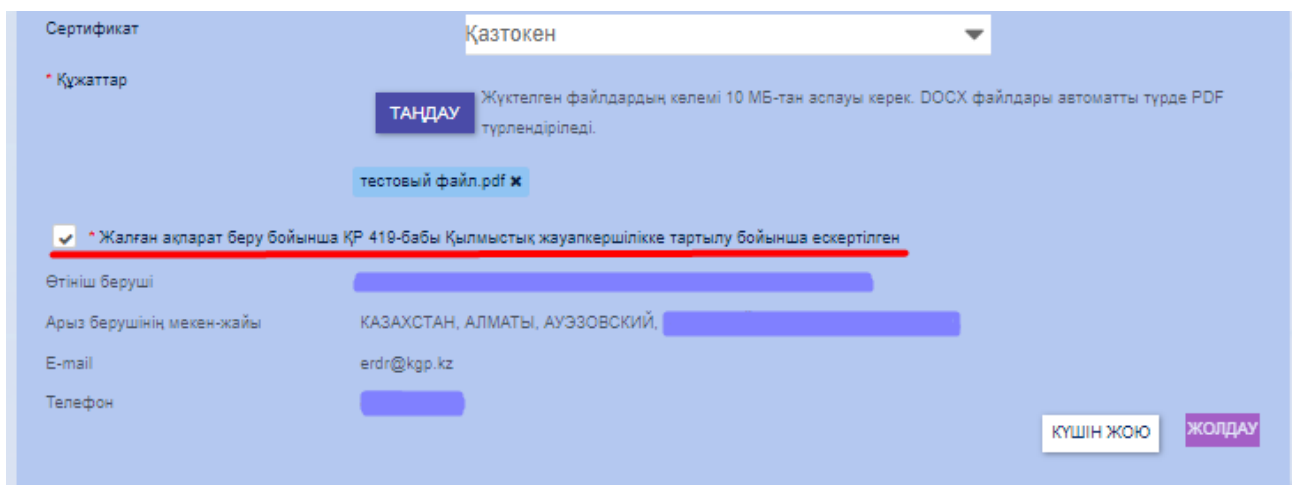 Сертификат
Қазтокен
* Құжаттар
ТАҢДАУ
Жүктелген файлдардың көлемі 10 МБ-тан аспауы керек. DOCX файлдары автоматты түрде PDF
түрлендіріледі.
тестовый файл.pdf ✖
* Жалған ақпарат беру бойынша ҚР 419-бабы Қылмыстық жауапкершілікке тартылу бойынша ескертілген
Өтініш беруші
Арыз берушінің мекен-жайы КАЗАХСТАН, АЛМАТЫ, АУЭЗОВСКИЙ,
E-mail erdr@kgp.kz
Телефон
КҮШІН ЖОЮ ЖОЛДАУ